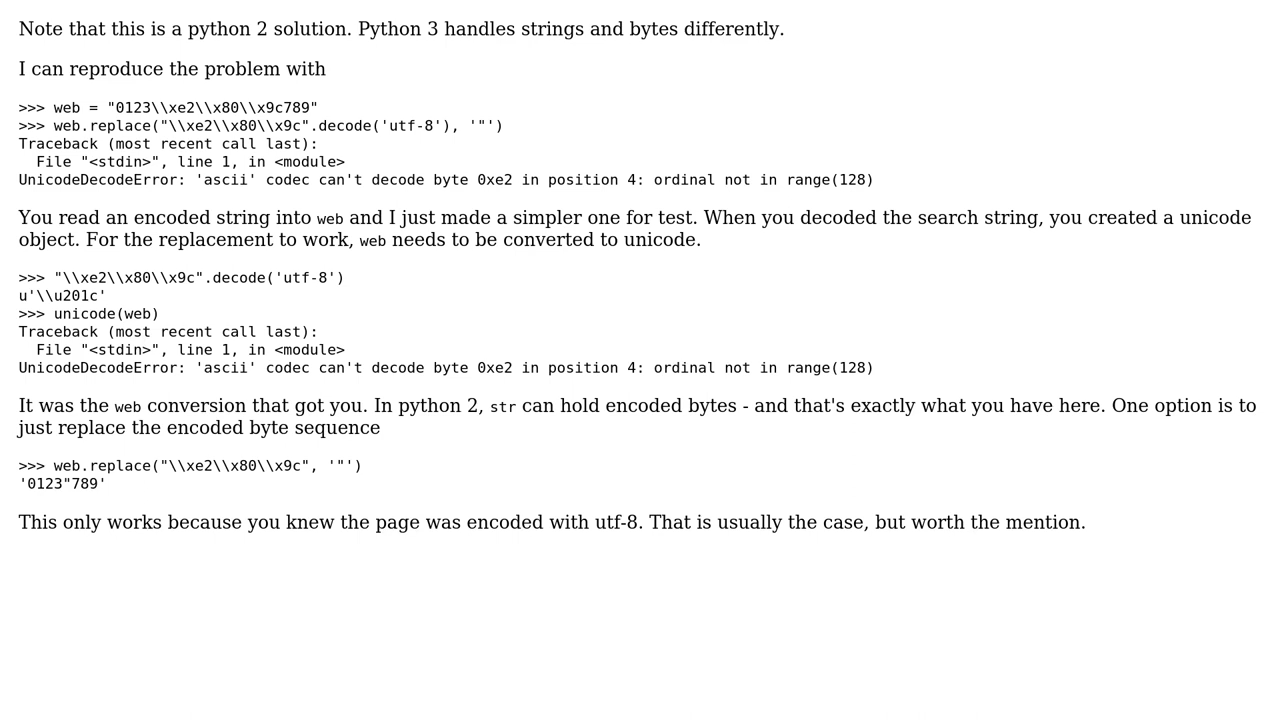 Note that this is a python 2 solution. Python 3 handles strings and bytes differently.
I can reproduce the problem with
>>> web = "0123\\xe2\\x80\\x9c789"
>>> web.replace("\\xe2\\x80\\x9c".decode('utf-8'), '"')
Traceback (most recent call last):
  File "<stdin>", line 1, in <module>
UnicodeDecodeError: 'ascii' codec can't decode byte 0xe2 in position 4: ordinal not in range(128)
You read an encoded string into web and I just made a simpler one for test. When you decoded the search string, you created a unicode
object. For the replacement to work, web needs to be converted to unicode.
>>> "\\xe2\\x80\\x9c".decode('utf-8')
u'\\u201c'
>>> unicode(web)
Traceback (most recent call last):
  File "<stdin>", line 1, in <module>
UnicodeDecodeError: 'ascii' codec can't decode byte 0xe2 in position 4: ordinal not in range(128)
It was the web conversion that got you. In python 2, str can hold encoded bytes - and that's exactly what you have here. One option is to
just replace the encoded byte sequence
>>> web.replace("\\xe2\\x80\\x9c", '"')
'0123"789'
This only works because you knew the page was encoded with utf-8. That is usually the case, but worth the mention.